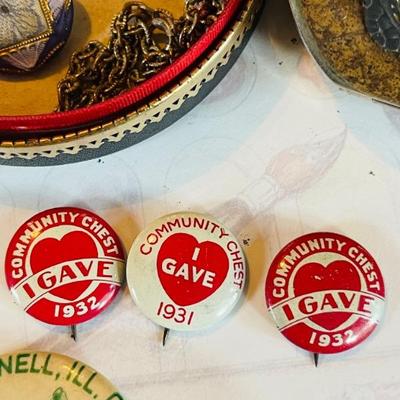 COMMUNITY CHEST
I GAVE
1932
COMMUNITY CHEST
I
GAVE
1931
COMMUNITY CHEST
I GAVE
1932
NELL, ILL.